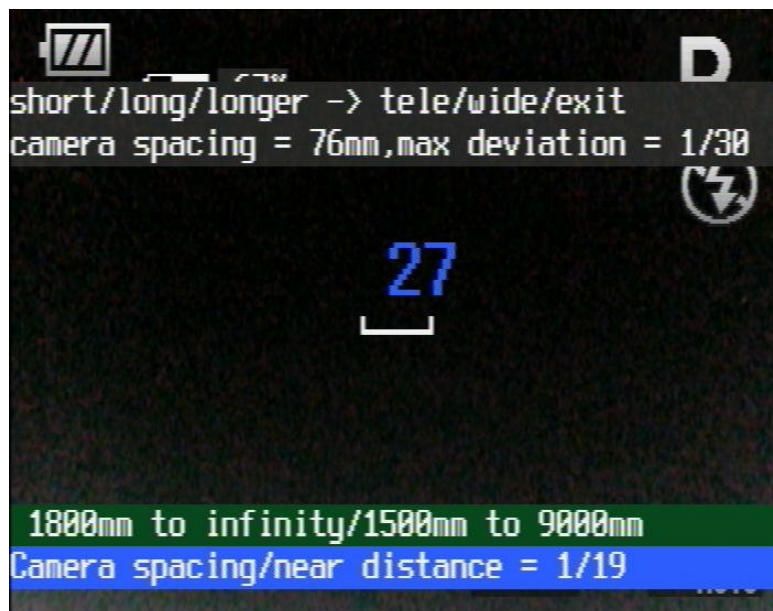 D
short/long/longer -> tele/wide/exit
camera spacing = 76mm,max deviation = 1/30
27
1800mm to infinity/1500mm to 9000mm
Camera spacing/near distance = 1/19